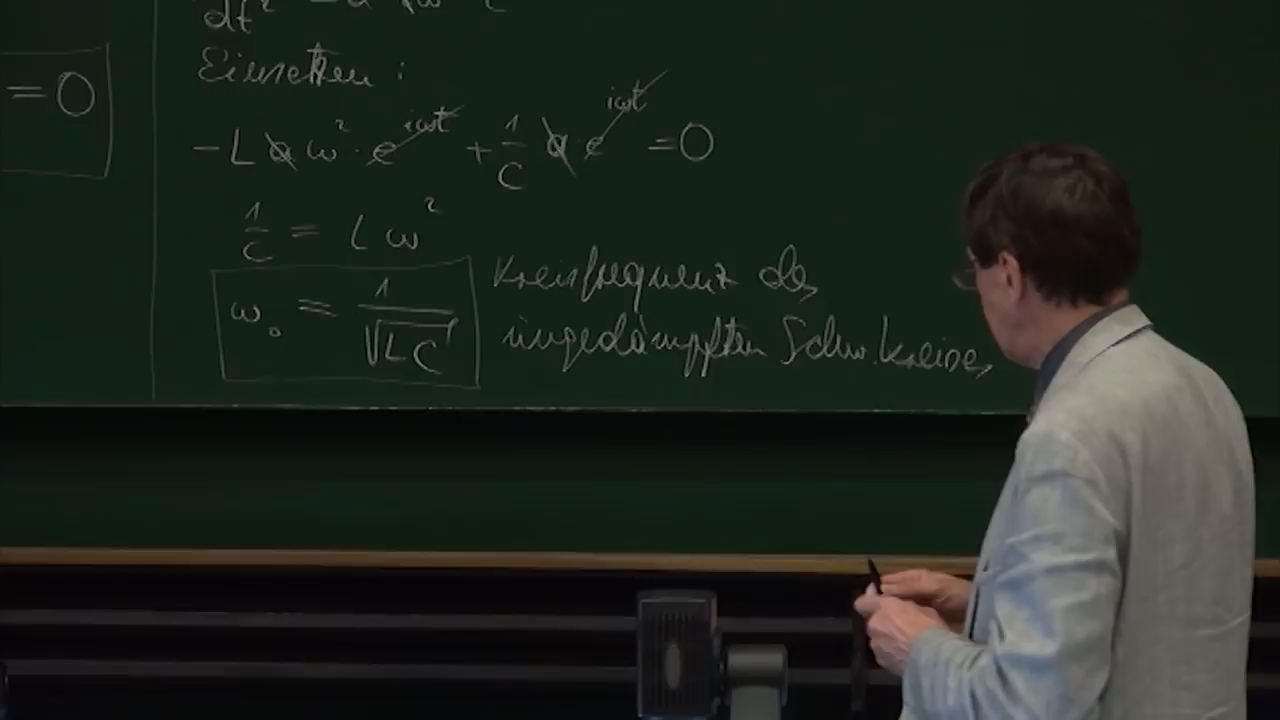 = 0
Einsetzen :
- L a ω² · e^{iωt} + 1/C a e^{iωt} = 0
1/C = L ω²
ω₀ = 1/√LC Kreisfrequenz des
ungedämpften Schw.kreises